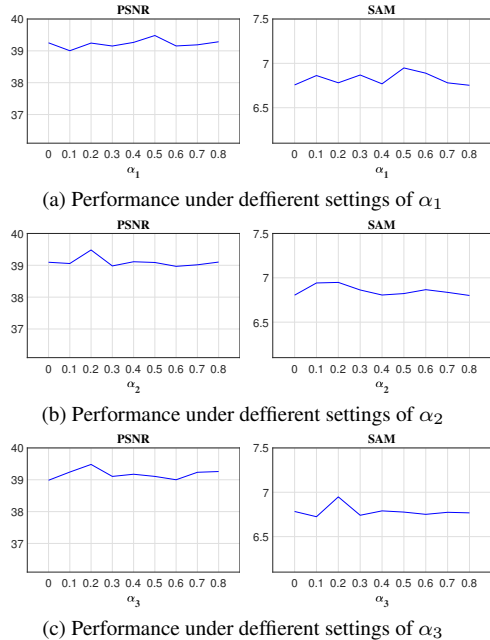 PSNR
SAM
40
39
38
37
0 0.1 0.2 0.3 0.4 0.5 0.6 0.7 0.8
α1
7.5
7
6.5
0 0.1 0.2 0.3 0.4 0.5 0.6 0.7 0.8
α1
(a) Performance under deffierent settings of α1
PSNR
SAM
40
39
37
0 0.1 0.2 0.3 0.4 0.5 0.6 0.7 0.8
α2
7.5
7
6.5
0 0.1 0.2 0.3 0.4 0.5 0.6 0.7 0.8
α2
(b) Performance under deffierent settings of α2
PSNR
SAM
40
39
37
0 0.1 0.2 0.3 0.4 0.5 0.6 0.7 0.8
α3
7.5
7
6.5
0 0.1 0.2 0.3 0.4 0.5 0.6 0.7 0.8
α3
(c) Performance under deffierent settings of α3